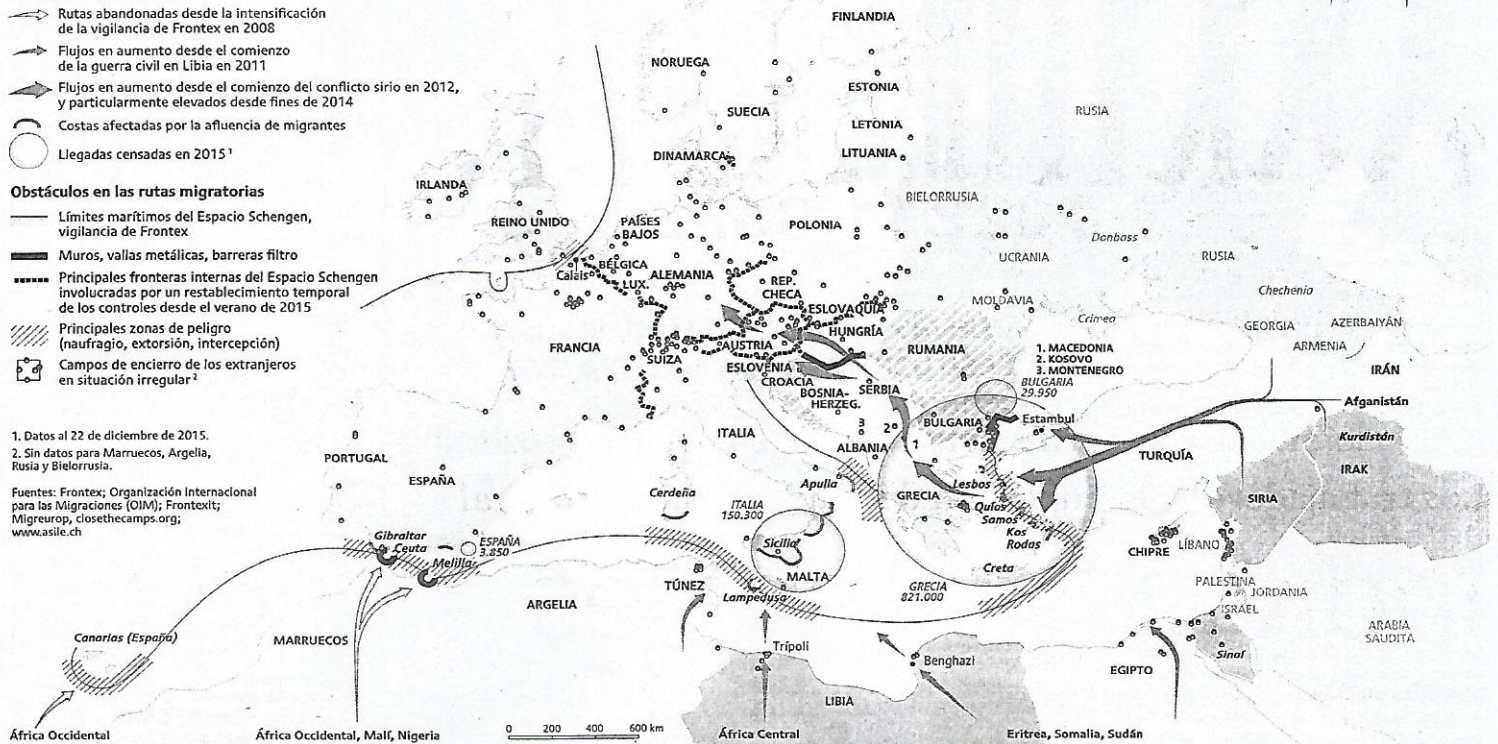 Rutas abandonadas desde la intensificación
de la vigilancia de Frontex en 2008
Flujos en aumento desde el comienzo
de la guerra civil en Libia en 2011
Flujos en aumento desde el comienzo del conflicto sirio en 2012,
y particularmente elevados desde fines de 2014
Costas afectadas por la afluencia de migrantes
Llegadas censadas en 2015¹
Obstáculos en las rutas migratorias
Límites marítimos del Espacio Schengen,
vigilancia de Frontex
Muros, vallas metálicas, barreras filtro
Principales fronteras internas del Espacio Schengen
involucradas por un restablecimiento temporal
de los controles desde el verano de 2015
Principales zonas de peligro
(naufragio, extorsión, intercepción)
Campos de encierro de los extranjeros
en situación irregular²
1. Datos al 22 de diciembre de 2015.
2. Sin datos para Marruecos, Argelia,
Rusia y Bielorrusia.
Fuentes: Frontex; Organización Internacional
para las Migraciones (OIM); Frontexit;
Migreurop, closethecamps.org;
www.asile.ch
FINLANDIA
NORUEGA
ESTONIA
SUECIA
RUSIA
LETONIA
DINAMARCA
LITUANIA
IRLANDA
BIELORRUSIA
REINO UNIDO
PAÍSES
BAJOS
POLONIA
Donbass
UCRANIA
RUSIA
Calais
BÉLGICA
LUX.
ALEMANIA
REP.
CHECA
ESLOVAQUIA
MOLDAVIA
Chechenia
Crimea
GEORGIA
AZERBAIYÁN
ARMENIA
FRANCIA
SUIZA
AUSTRIA
HUNGRÍA
RUMANIA
1. MACEDONIA
2. KOSOVO
3. MONTENEGRO
ESLOVENIA
CROACIA
BOSNIA-
HERZEG.
SERBIA
BULGARIA
29.950
IRÁN
Afganistán
ITALIA
3
2
1
ALBANIA
BULGARIA
Estambul
Kurdistán
TURQUÍA
IRAK
PORTUGAL
ESPAÑA
Cerdeña
Apulia
GRECIA
Lesbos
Quíos
Samos
Kos
Rodas
SIRIA
ITALIA
150.300
Gibraltar
Ceuta
ESPAÑA
3.850
Melilla
Sicilia
MALTA
Creta
CHIPRE
LÍBANO
TÚNEZ
Lampedusa
GRECIA
821.000
PALESTINA
JORDANIA
ISRAEL
ARGELIA
MARRUECOS
Canarias (España)
Trípoli
Benghazi
EGIPTO
Sinaí
ARABIA
SAUDITA
LIBIA
África Occidental
África Occidental, Malí, Nigeria
0 200 400 600 km
África Central
Eritrea, Somalia, Sudán